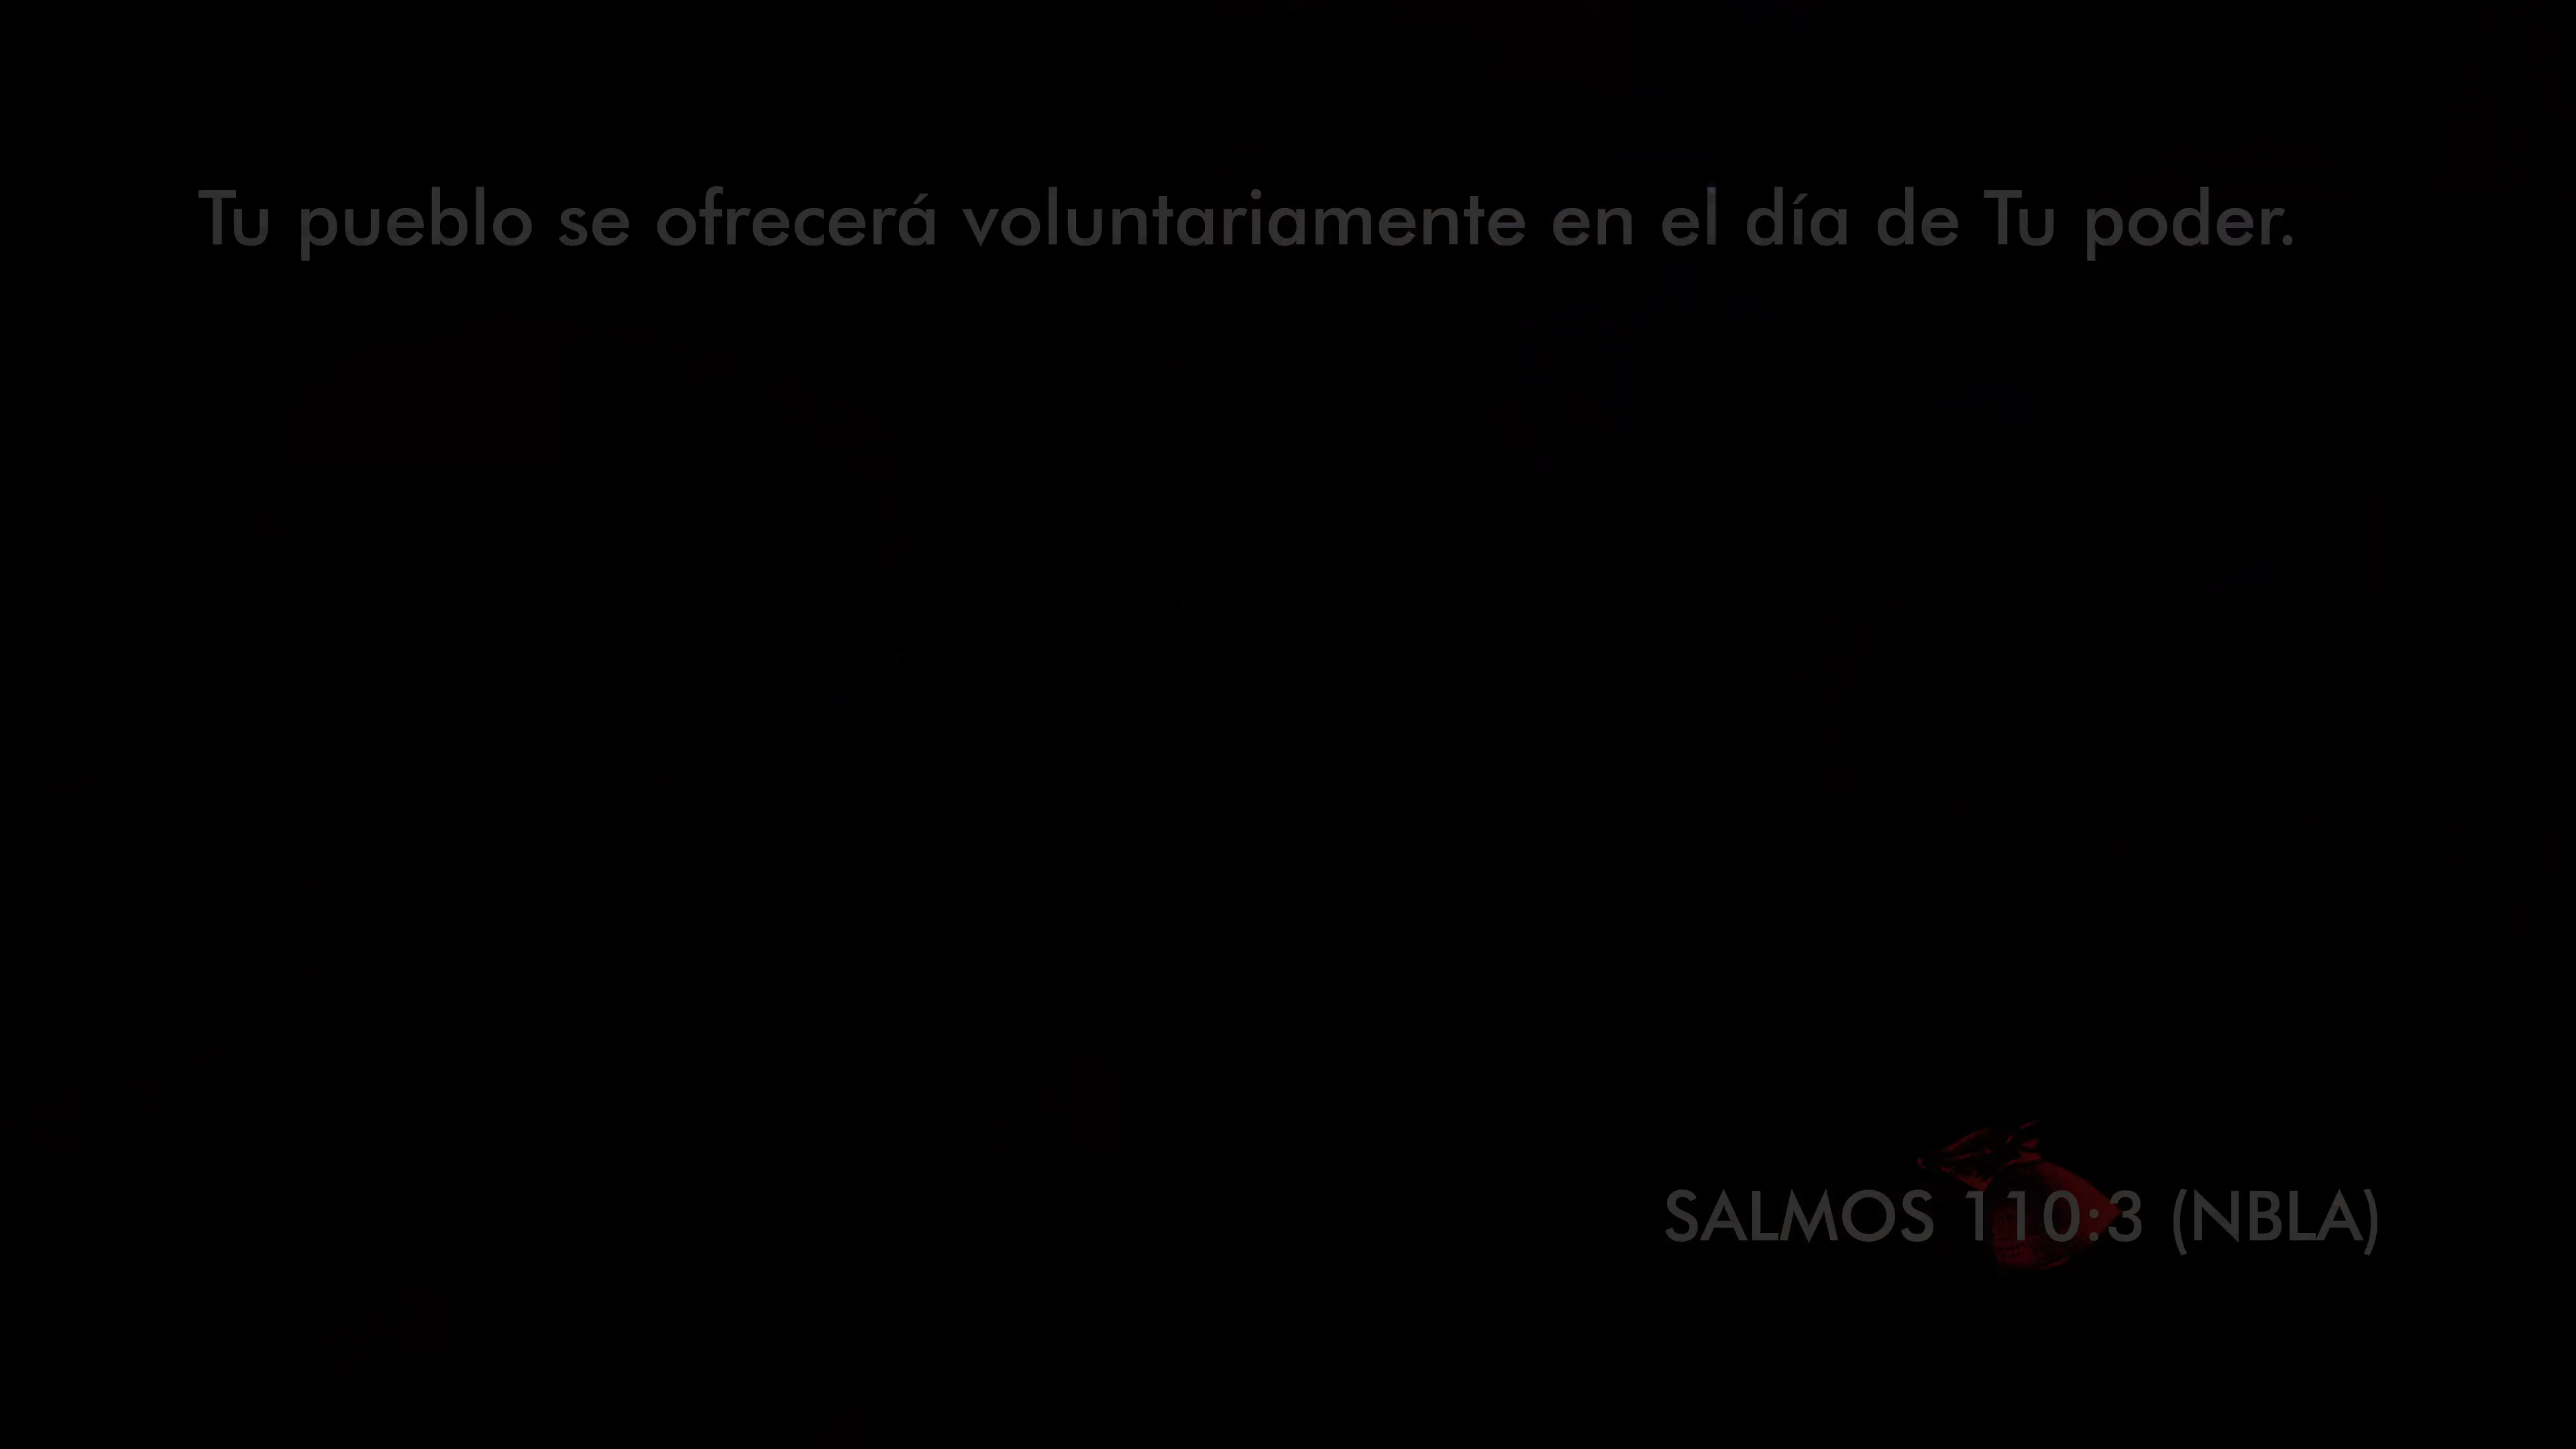 Tu pueblo se ofrecerá voluntariamente en el día de Tu poder.
SALMOS 110:3 (NBLA)